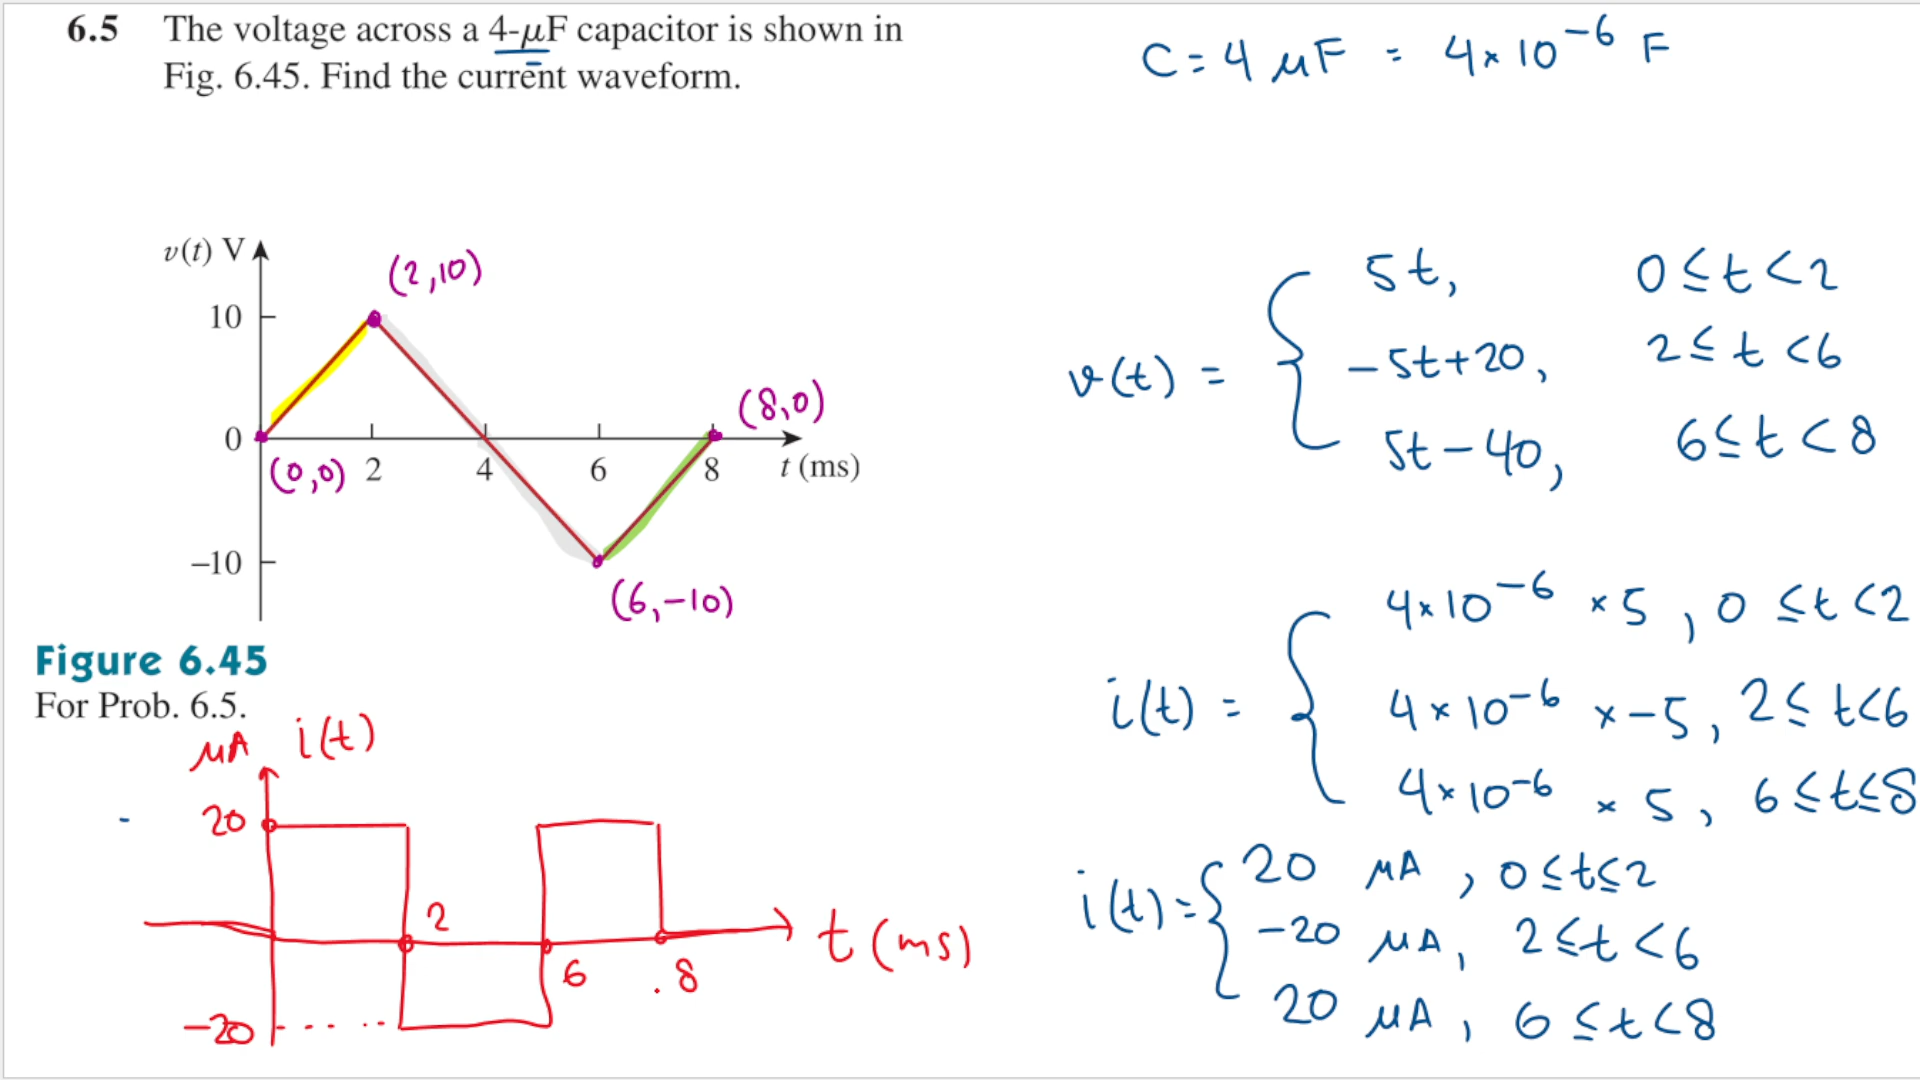 6.5 The voltage across a 4-μF capacitor is shown in
Fig. 6.45. Find the current waveform.
C = 4 μF = 4×10⁻⁶ F
v(t) V
10
0
–10
2
4
6
8
t (ms)
(2,10)
(8,0)
(0,0)
(6,-10)
Figure 6.45
For Prob. 6.5.
v(t) =
5t, 0≤t<2
-5t+20, 2≤t<6
5t-40, 6≤t<8
i(t) =
4×10⁻⁶ ×5, 0≤t<2
4×10⁻⁶ ×-5, 2≤t<6
4×10⁻⁶ ×5, 6≤t≤8
i(t)=
20 μA, 0≤t≤2
-20 μA, 2≤t<6
20 μA, 6≤t<8
μA i(t)
20
2
6
.8
t (ms)
-20